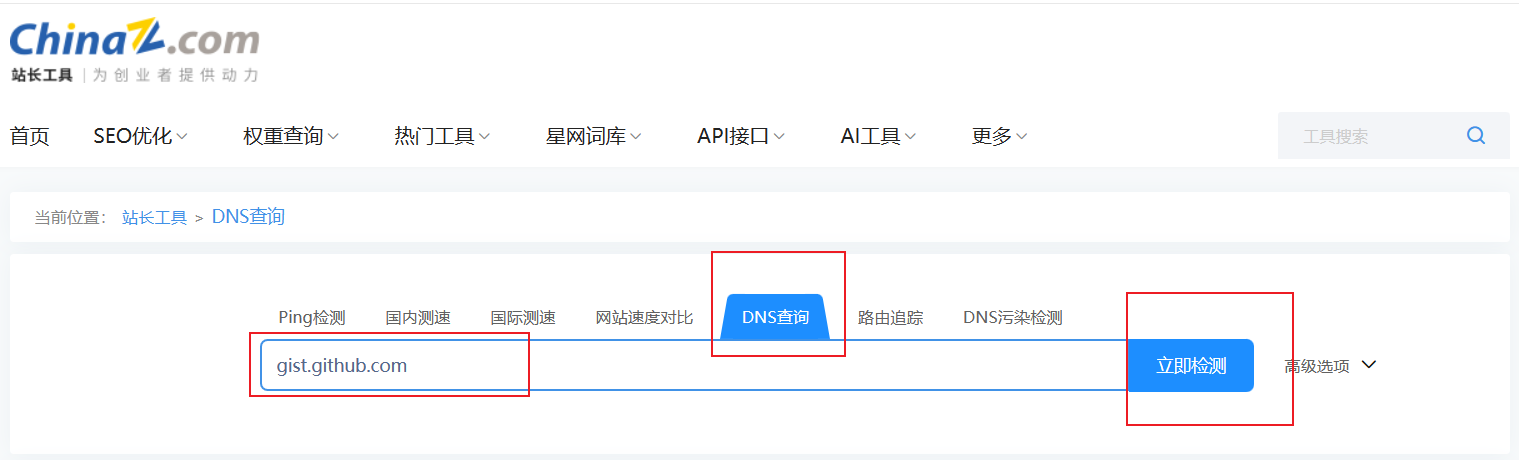 ChinaZ.com
站长工具 | 为创业者提供动力
首页 SEO优化 权重查询 热门工具 星网词库 API接口 AI工具 更多 工具搜索
当前位置： 站长工具 > DNS查询
Ping检测 国内测速 国际测速 网站速度对比 DNS查询 路由追踪 DNS污染检测
gist.github.com 立即检测 高级选项